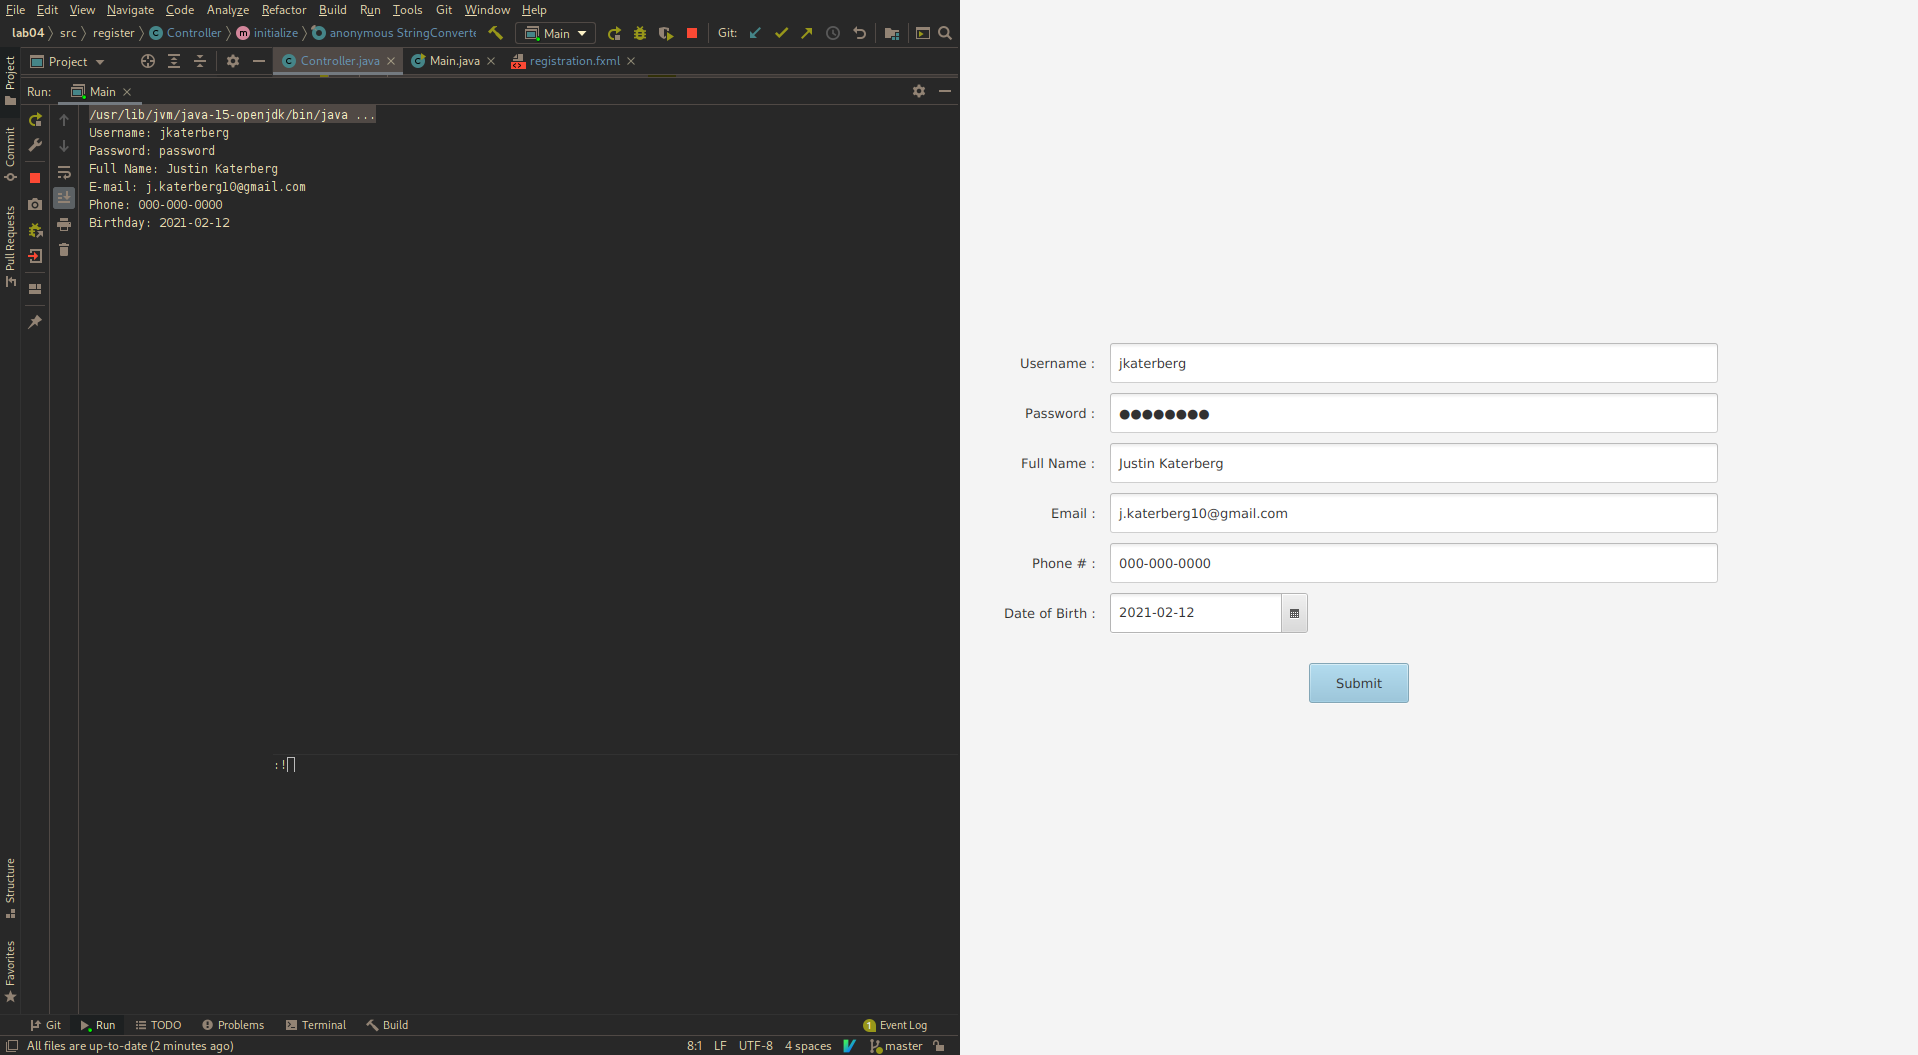 File Edit View Navigate Code Analyze Refactor Build Run Tools Git Window Help
lab04 src register Controller initialize anonymous StringConverte Main Git:
Project Controller.java Main.java registration.fxml
Run: Main
/usr/lib/jvm/java-15-openjdk/bin/java ...
Username: jkaterberg
Password: password
Full Name: Justin Katerberg
E-mail: j.katerberg10@gmail.com
Phone: 000-000-0000
Birthday: 2021-02-12
:!
Project
Commit
Pull Requests
Structure
Favorites
Git Run TODO Problems Terminal Build 1 Event Log
All files are up-to-date (2 minutes ago) 8:1 LF UTF-8 4 spaces master
Username : jkaterberg
Password : ●●●●●●●●
Full Name : Justin Katerberg
Email : j.katerberg10@gmail.com
Phone # : 000-000-0000
Date of Birth : 2021-02-12
Submit